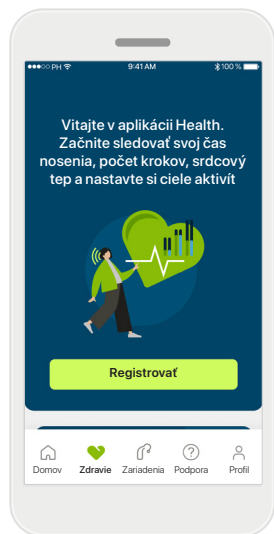 ●●●○○ PH 9:41 AM 100 %
Vitajte v aplikácii Health.
Začnite sledovať svoj čas
nosenia, počet krokov, srdcový
tep a nastavte si ciele aktivít
Registrovať
Domov Zdravie Zariadenia Podpora Profil